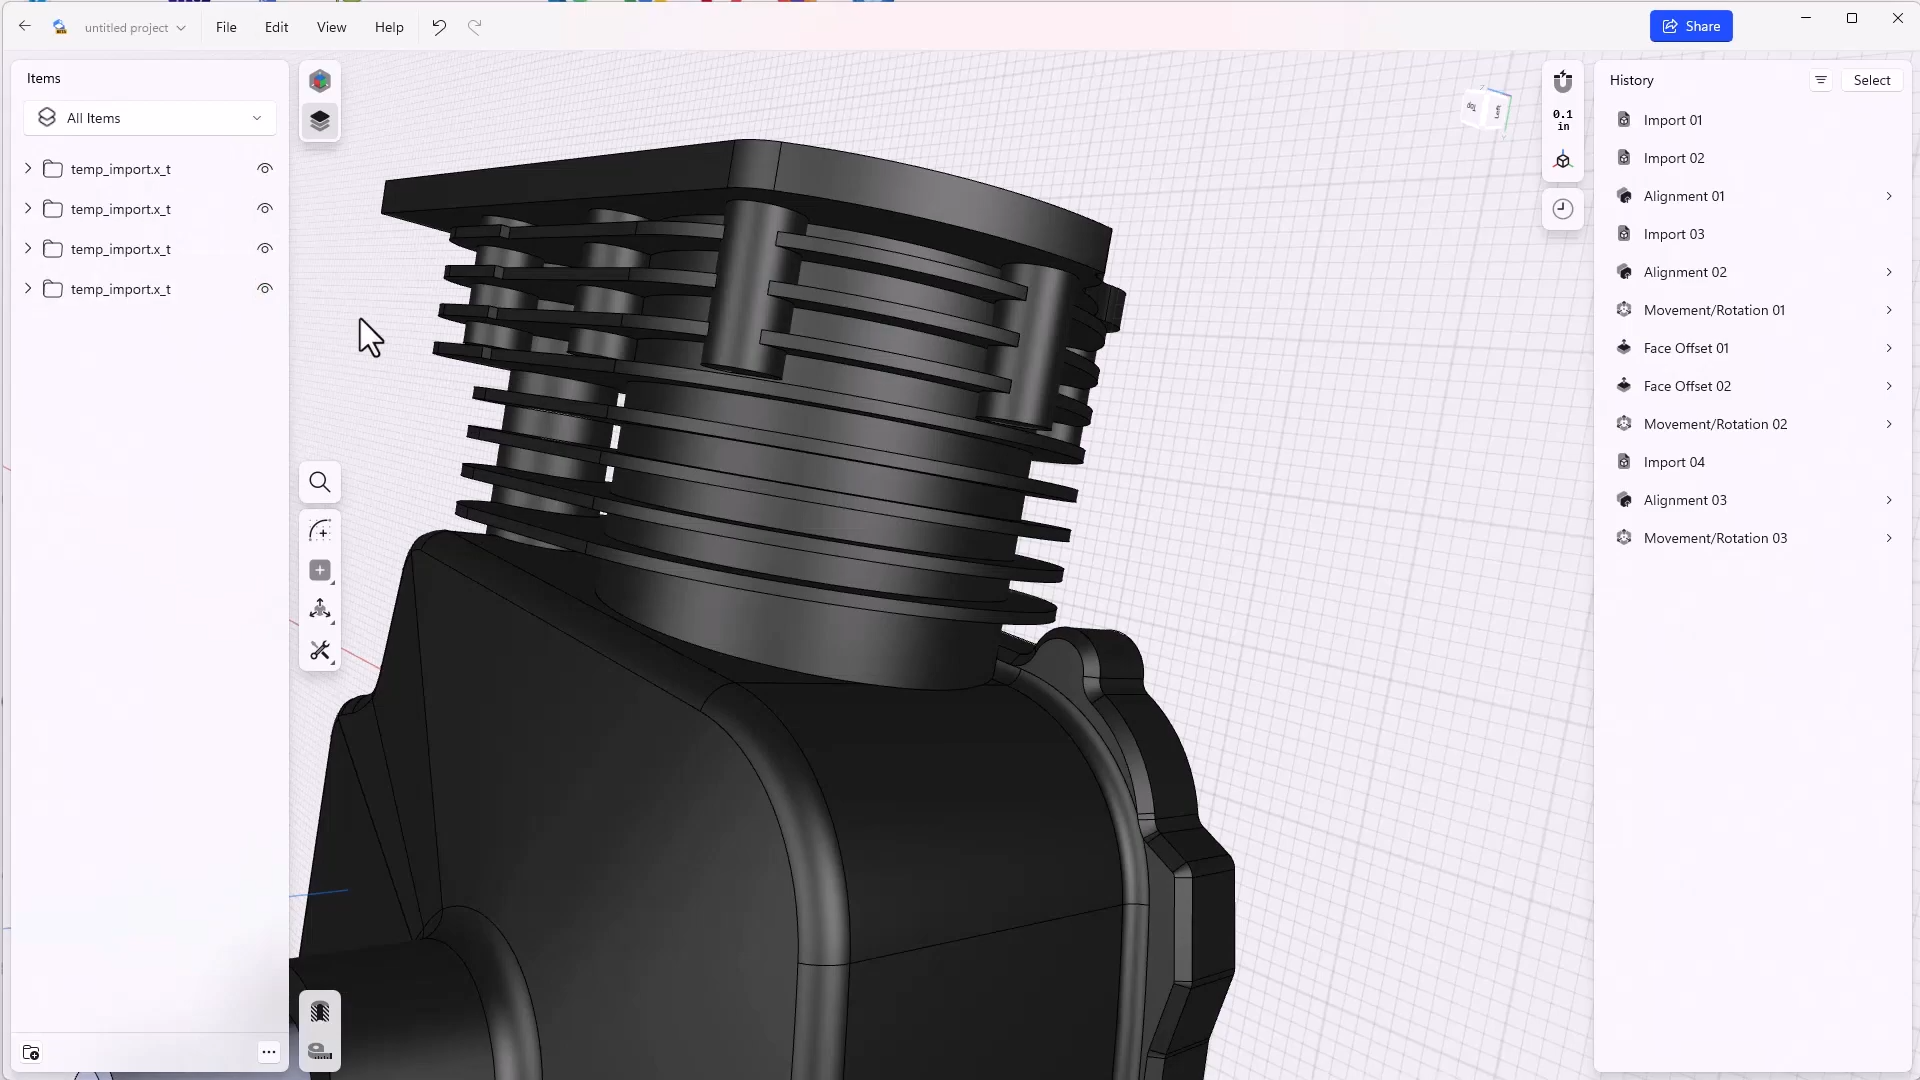 untitled project
File
Edit
View
Help
Share
Items
All Items
temp_import.x_t
temp_import.x_t
temp_import.x_t
temp_import.x_t
Top
Left
0.1
in
History
Select
Import 01
Import 02
Alignment 01
Import 03
Alignment 02
Movement/Rotation 01
Face Offset 01
Face Offset 02
Movement/Rotation 02
Import 04
Alignment 03
Movement/Rotation 03